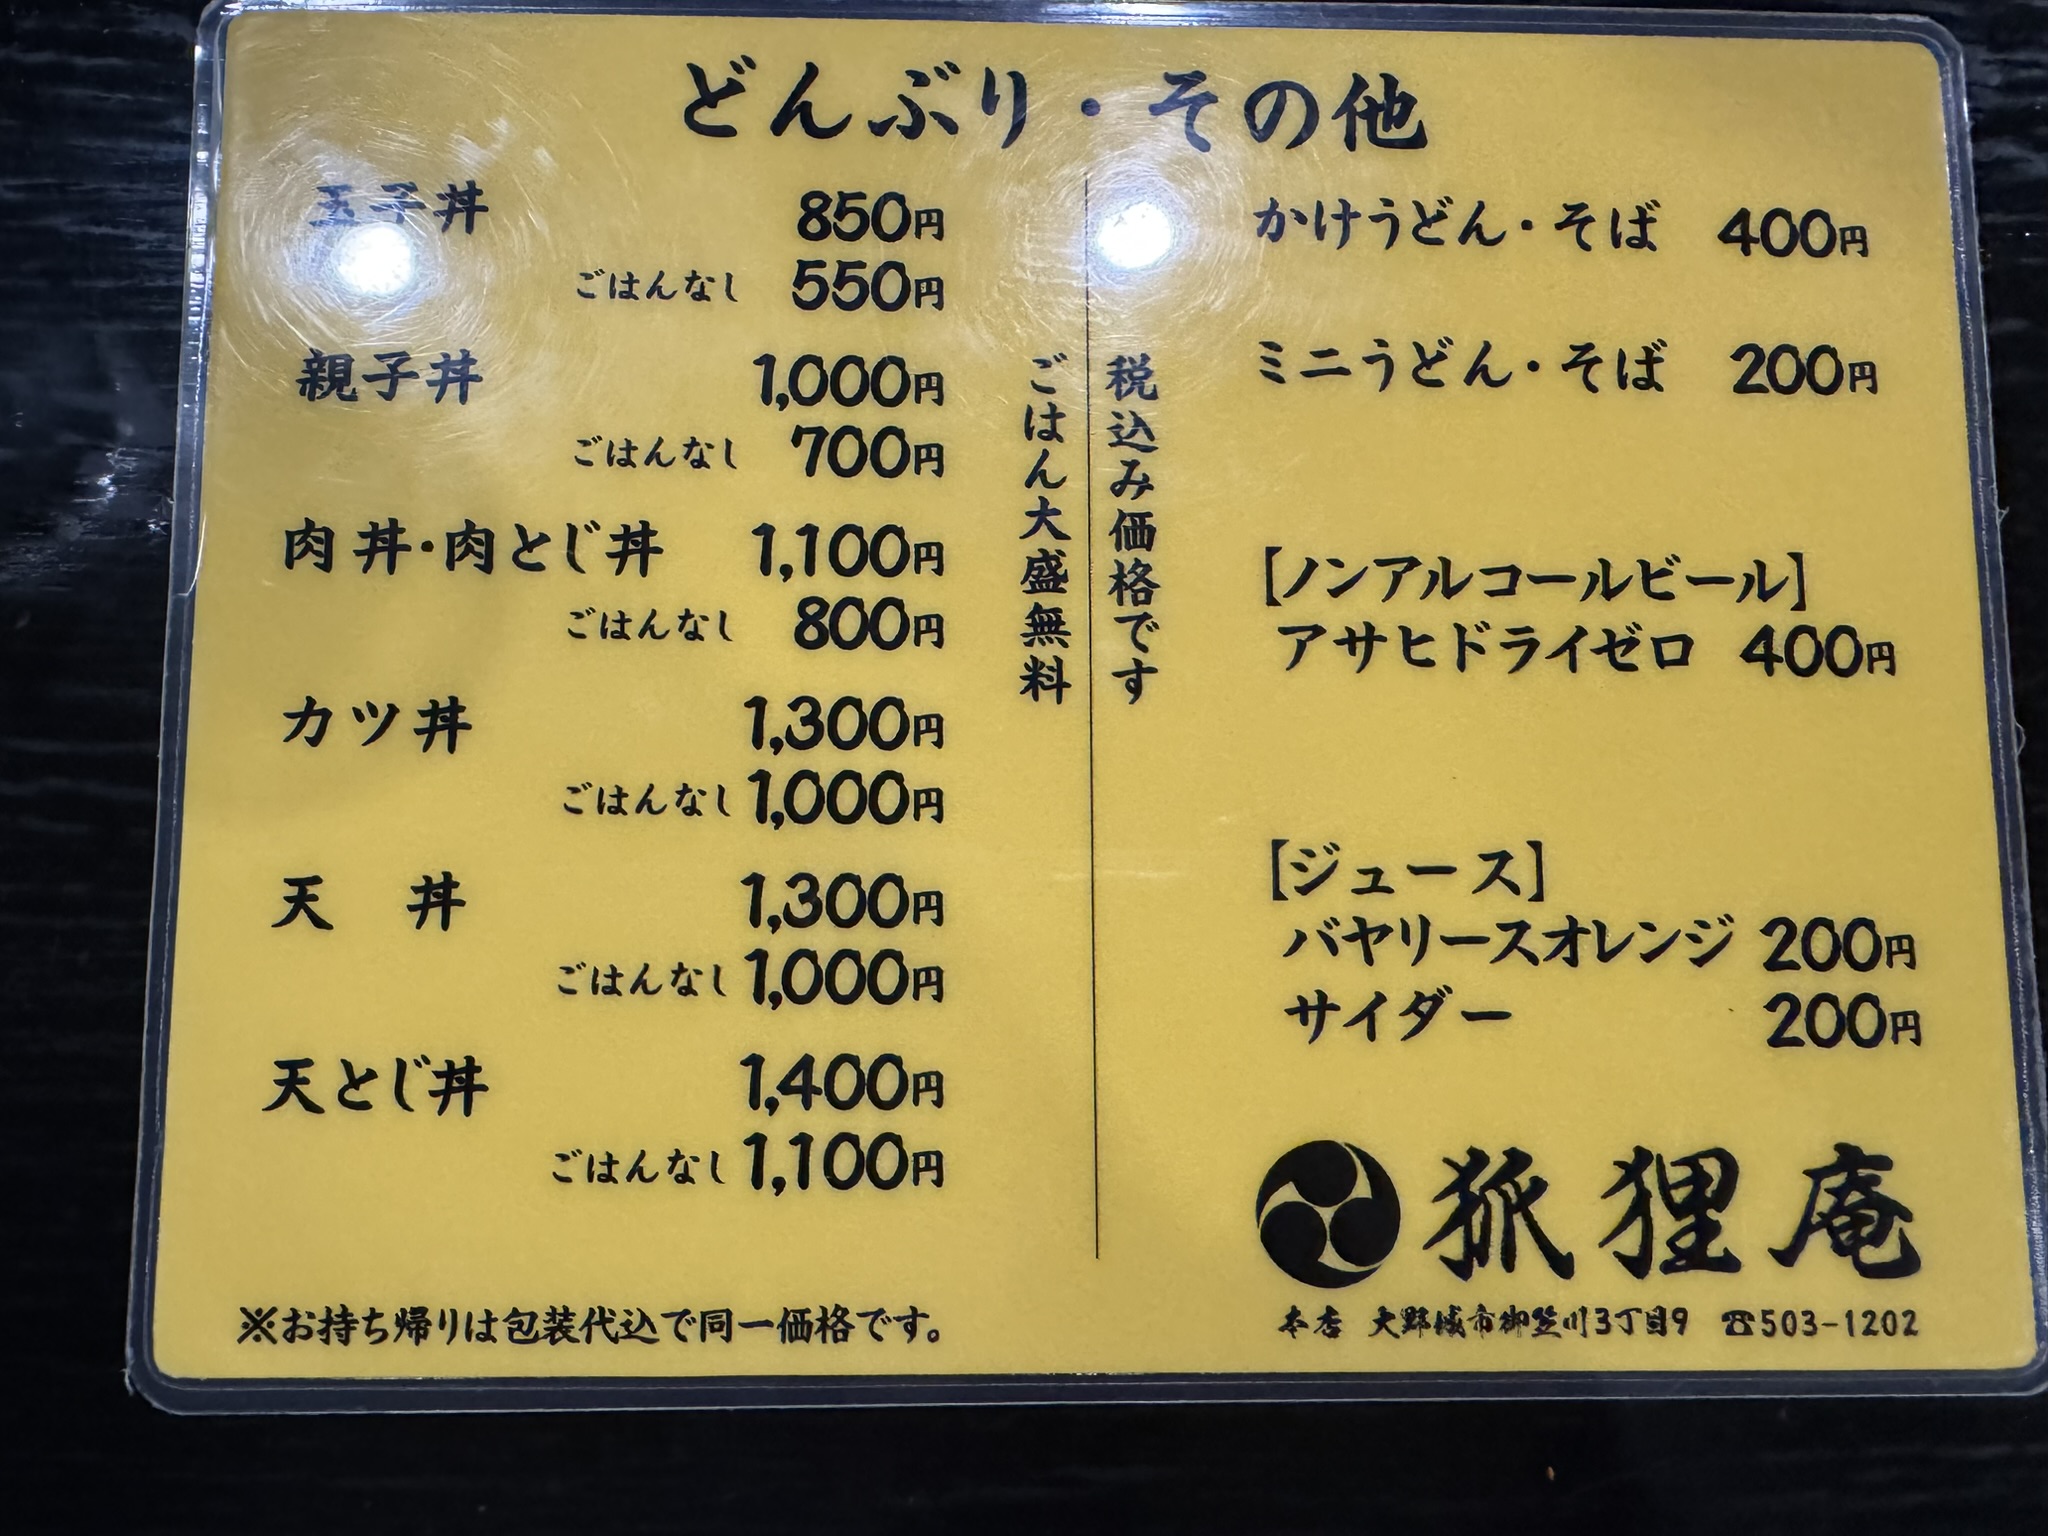 どんぶり・その他
玉子丼 850円
ごはんなし 550円
親子丼 1,000円
ごはんなし 700円
肉丼・肉とじ丼 1,100円
ごはんなし 800円
カツ丼 1,300円
ごはんなし 1,000円
天 丼 1,300円
ごはんなし 1,000円
天とじ丼 1,400円
ごはんなし 1,100円
※お持ち帰りは包装代込で同一価格です。
税込み価格です
ごはん大盛無料
かけうどん・そば 400円
ミニうどん・そば 200円
[ノンアルコールビール]
アサヒドライゼロ 400円
[ジュース]
バヤリースオレンジ 200円
サイダー 200円
狐狸庵
本店 大野城市御笠川3丁目9 ☎503-1202